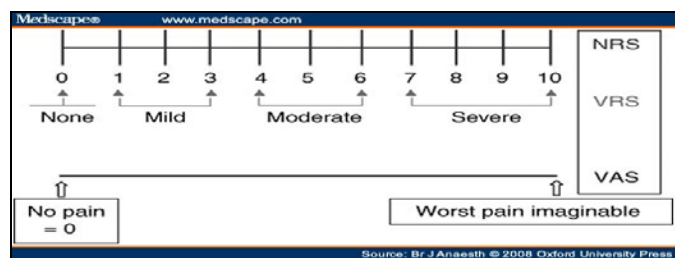 Medscape® www.medscape.com
NRS
0 1 2 3 4 5 6 7 8 9 10
None Mild Moderate Severe
VRS
VAS
No pain
= 0
Worst pain imaginable
Source: Br J Anaesth © 2008 Oxford University Press